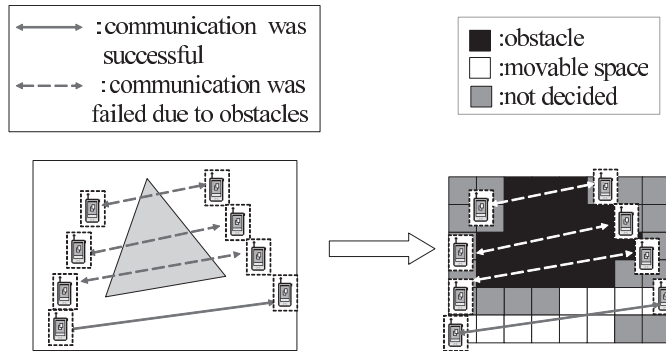 :communication was
successful
:communication was
failed due to obstacles
:obstacle
:movable space
:not decided